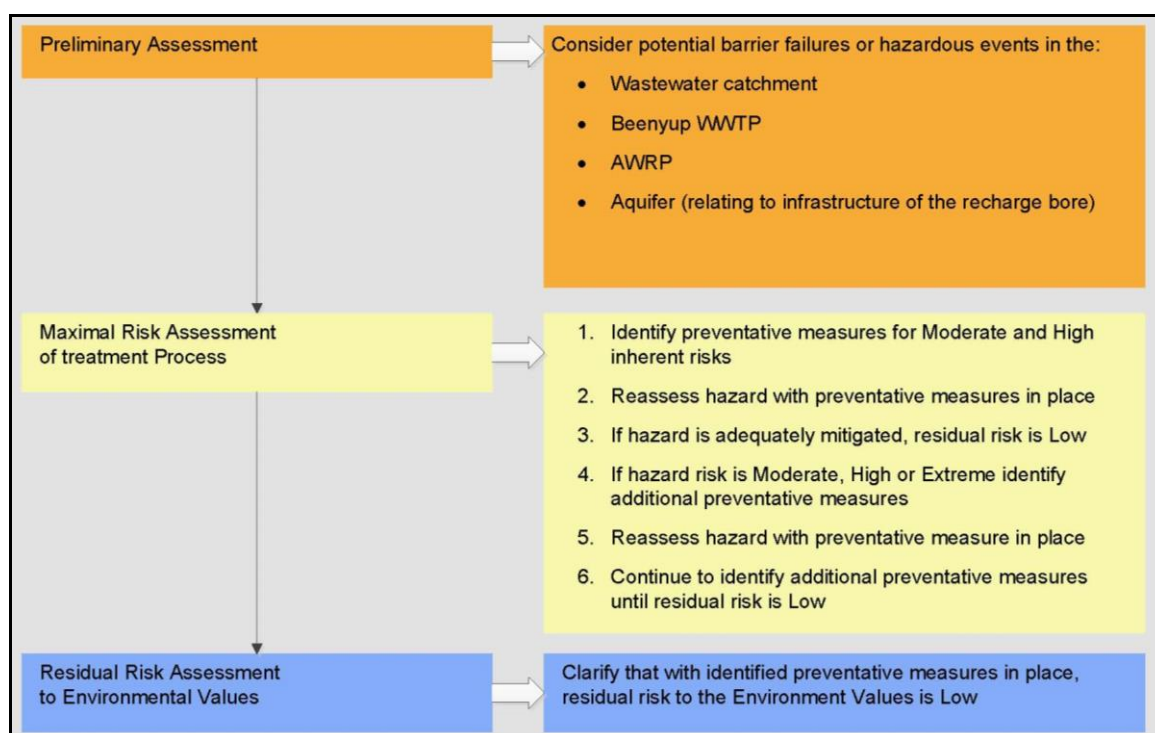 Preliminary Assessment
Consider potential barrier failures or hazardous events in the:
• Wastewater catchment
• Beenyup WWTP
• AWRP
• Aquifer (relating to infrastructure of the recharge bore)
Maximal Risk Assessment
of treatment Process
1. Identify preventative measures for Moderate and High
inherent risks
2. Reassess hazard with preventative measures in place
3. If hazard is adequately mitigated, residual risk is Low
4. If hazard risk is Moderate, High or Extreme identify
additional preventative measures
5. Reassess hazard with preventative measure in place
6. Continue to identify additional preventative measures
until residual risk is Low
Residual Risk Assessment
to Environmental Values
Clarify that with identified preventative measures in place,
residual risk to the Environment Values is Low